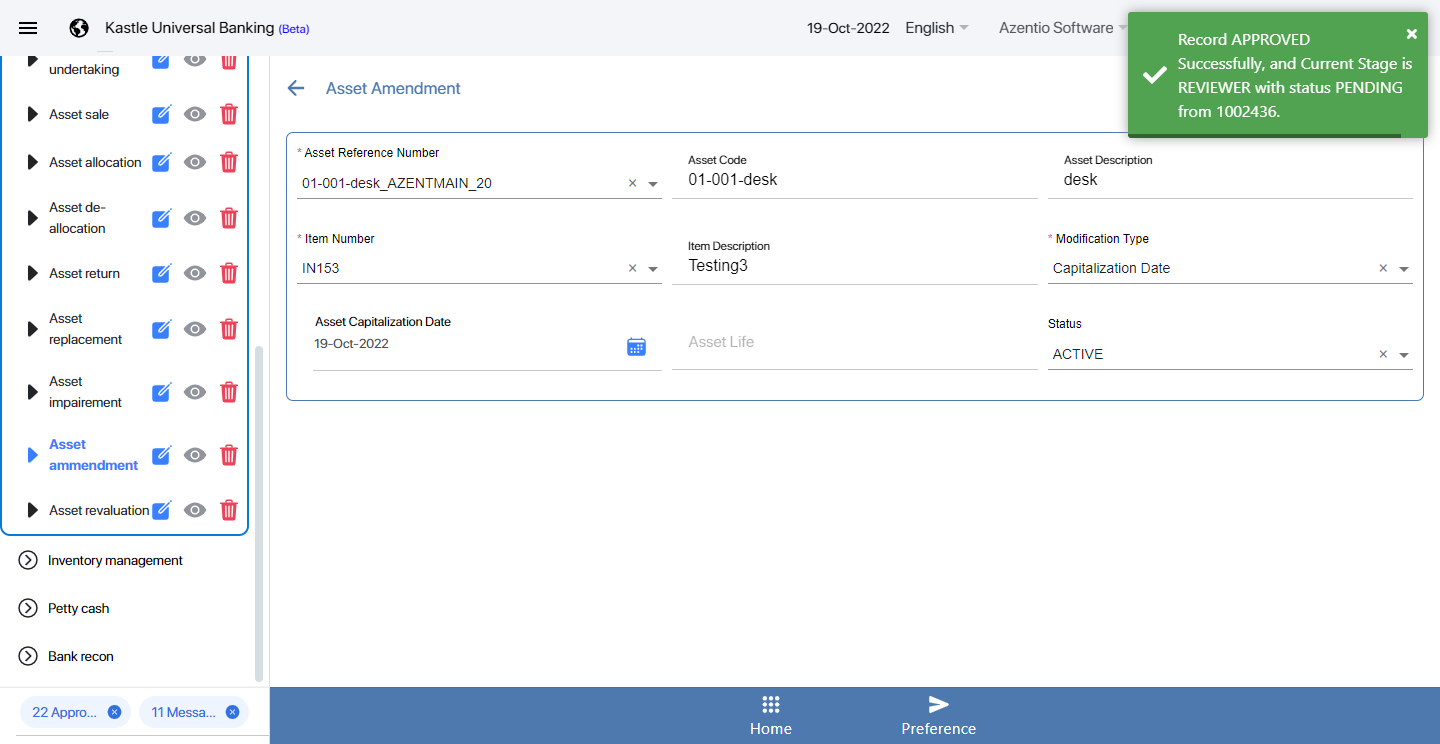 Kastle Universal Banking (Beta)
19-Oct-2022
English
Azentio Software
Record APPROVED
Successfully, and Current Stage is
REVIEWER with status PENDING
from 1002436.
undertaking
Asset sale
Asset allocation
Asset de-
allocation
Asset return
Asset
replacement
Asset
impairement
Asset
ammendment
Asset revaluation
Inventory management
Petty cash
Bank recon
22 Appro...
11 Messa...
Asset Amendment
* Asset Reference Number
01-001-desk_AZENTMAIN_20
Asset Code
01-001-desk
Asset Description
desk
* Item Number
IN153
Item Description
Testing3
* Modification Type
Capitalization Date
Asset Capitalization Date
19-Oct-2022
Asset Life
Status
ACTIVE
Home
Preference